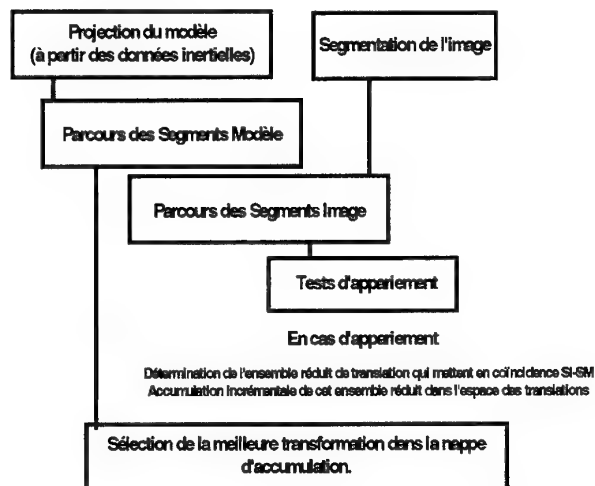 Projection du modèle
(à partir des données inertielles)
Segmentation de l'image
Parcours des Segments Modèle
Parcours des Segments Image
Tests d'appariement
En cas d'appariement
Détermination de l'ensemble réduit de translation qui mettent en coïncidence SI-SM
Accumulation incrémentale de cet ensemble réduit dans l'espace des translations
Sélection de la meilleure transformation dans la nappe
d'accumulation.